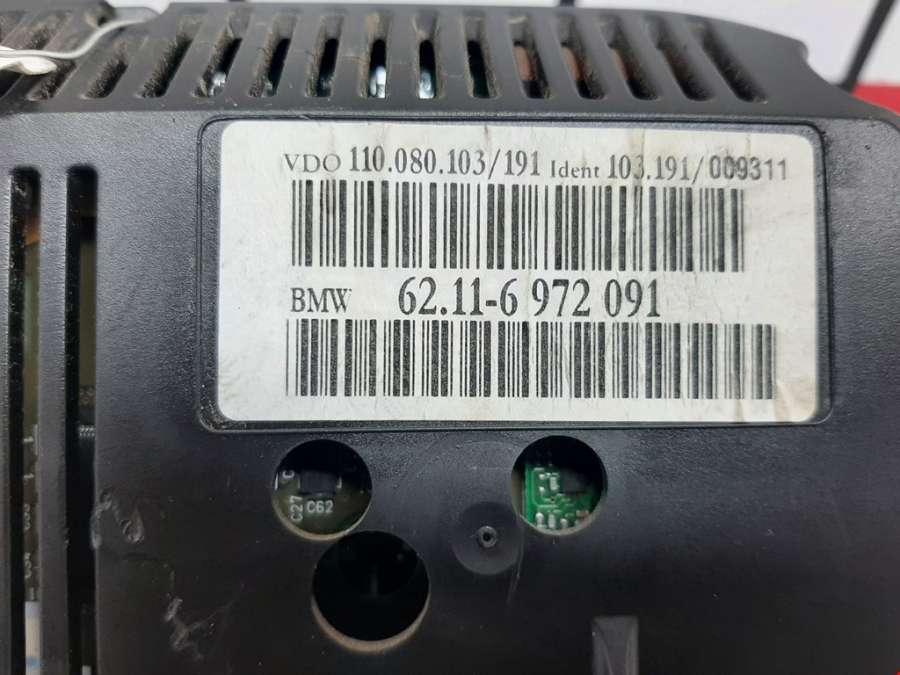 VDO 110.080.103/191 Ident 103.191/009311
BMW 62.11-6 972 091
C27 C62